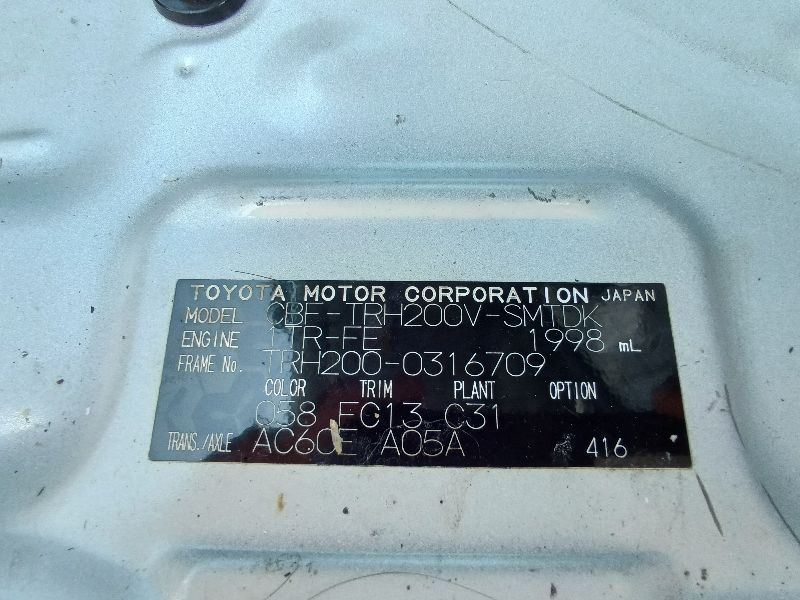 TOYOTA MOTOR CORPORATION JAPAN
MODEL CBF-TRH200V-SMTDK
ENGINE 1TR-FE 1998 mL
FRAME No. TRH200-0316709
COLOR TRIM PLANT OPTION
058 FC13 C31
TRANS./AXLE AC60E A05A 416